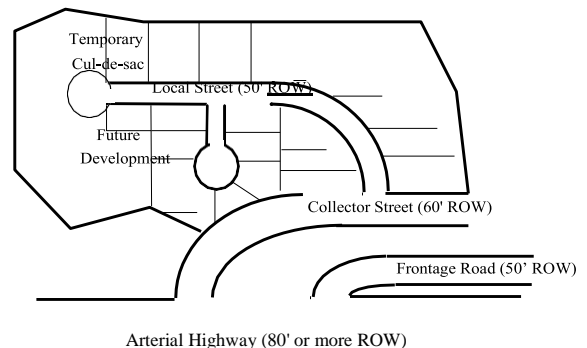 Temporary
Cul-de-sac
Local Street (50' ROW)
Future
Development
Collector Street (60' ROW)
Frontage Road (50’ ROW)
Arterial Highway (80' or more ROW)